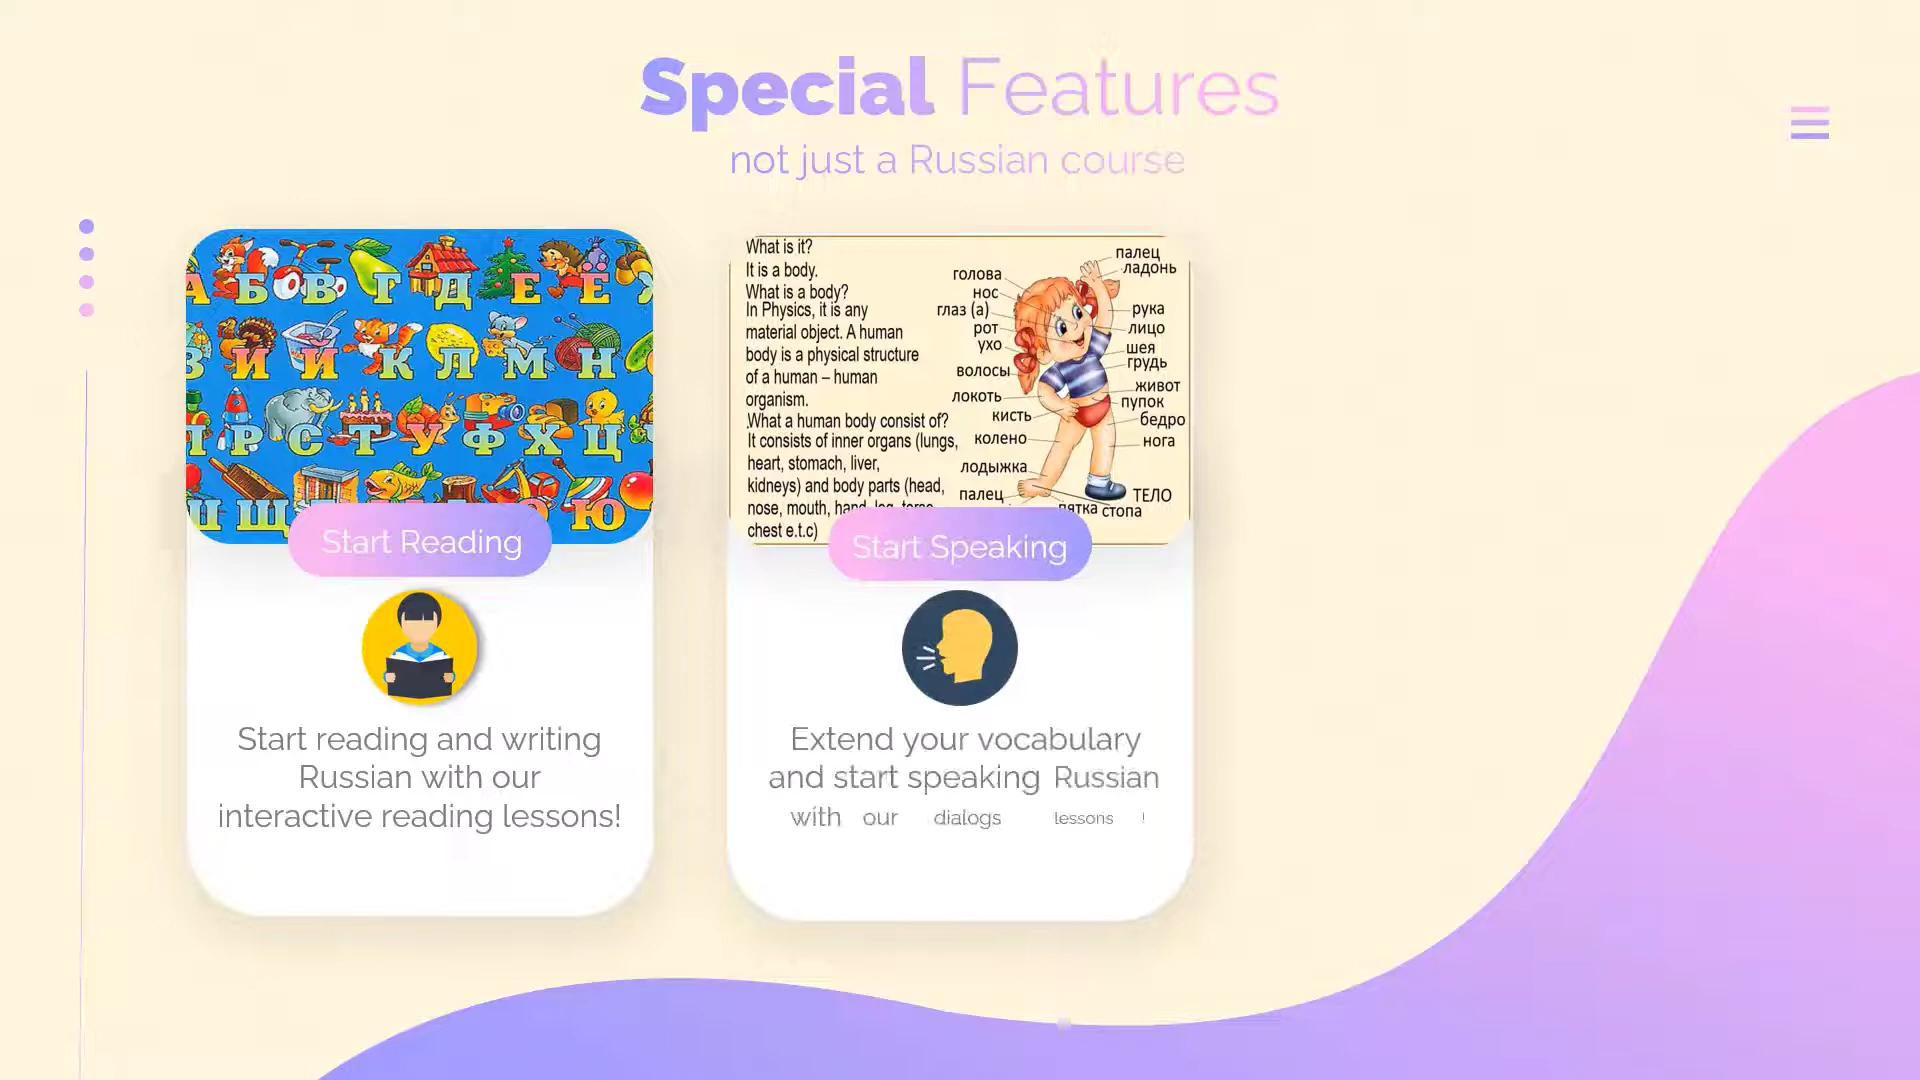 Special Features
not just a Russian course
А Б О В Г Д Е Ё
И Й К Л М Н
Р С Т У Ф Х Ц
Щ Ю
Start Reading
Start reading and writing
Russian with our
interactive reading lessons!
What is it?
It is a body.
What is a body?
In Physics, it is any
material object. A human
body is a physical structure
of a human – human
organism.
What a human body consist of?
It consists of inner organs (lungs,
heart, stomach, liver,
kidneys) and body parts (head,
nose, mouth, hand, leg, torso,
chest e.t.c)
голова
нос
глаз (а)
рот
ухо
волосы
локоть
кисть
колено
лодыжка
палец
палец
ладонь
рука
лицо
шея
грудь
живот
пупок
бедро
нога
ТЕЛО
пятка стопа
Start Speaking
Extend your vocabulary
and start speaking Russian
with our dialogs lessons !